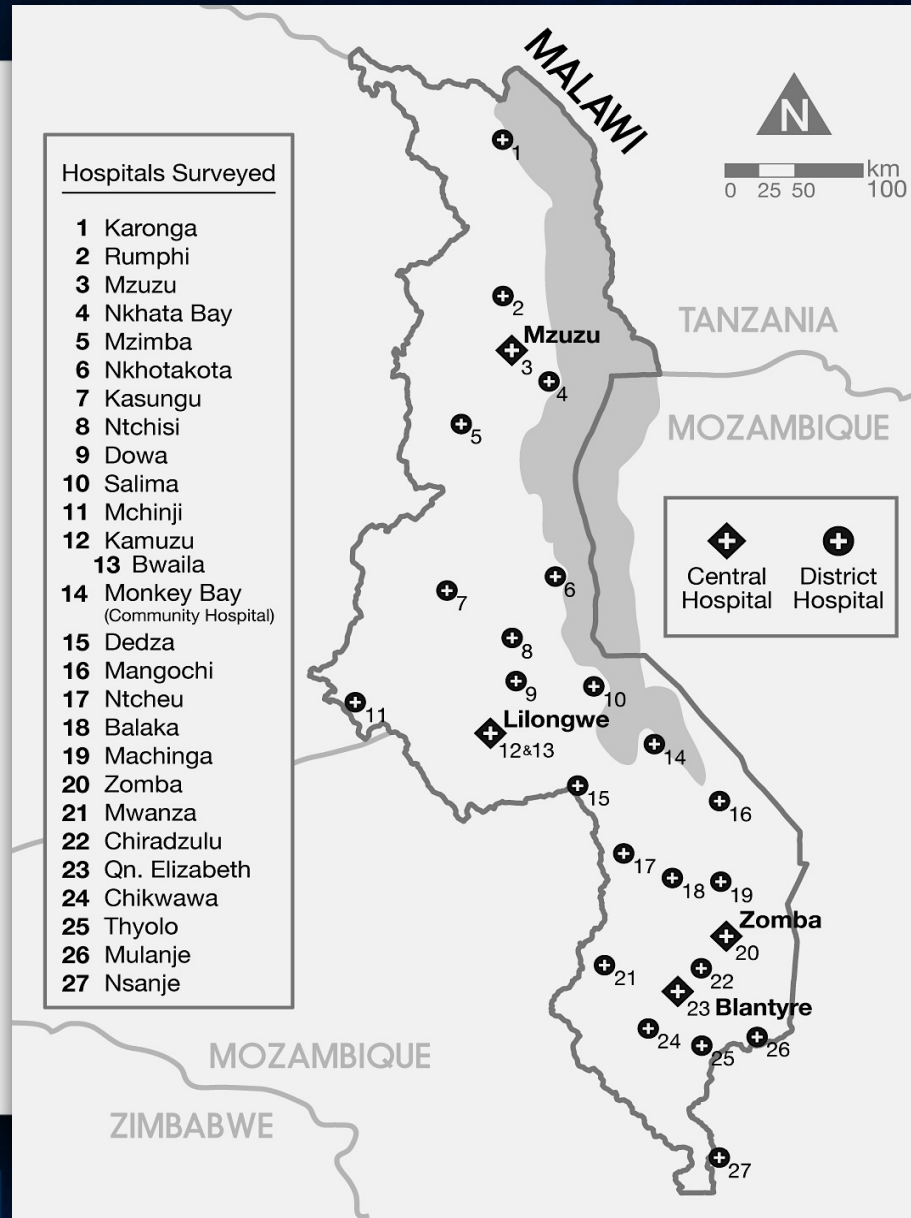 MALAWI
N
km
0 25 50 100
Hospitals Surveyed
1 Karonga
2 Rumphi
3 Mzuzu
4 Nkhata Bay
5 Mzimba
6 Nkhotakota
7 Kasungu
8 Ntchisi
9 Dowa
10 Salima
11 Mchinji
12 Kamuzu
13 Bwaila
14 Monkey Bay
(Community Hospital)
15 Dedza
16 Mangochi
17 Ntcheu
18 Balaka
19 Machinga
20 Zomba
21 Mwanza
22 Chiradzulu
23 Qn. Elizabeth
24 Chikwawa
25 Thyolo
26 Mulanje
27 Nsanje
1
2
Mzuzu
3
4
5
TANZANIA
MOZAMBIQUE
Central
Hospital
District
Hospital
6
7
8
9
10
11
Lilongwe
12&13
14
15
16
17
18
19
Zomba
20
21
22
23 Blantyre
24
25
26
27
MOZAMBIQUE
ZIMBABWE